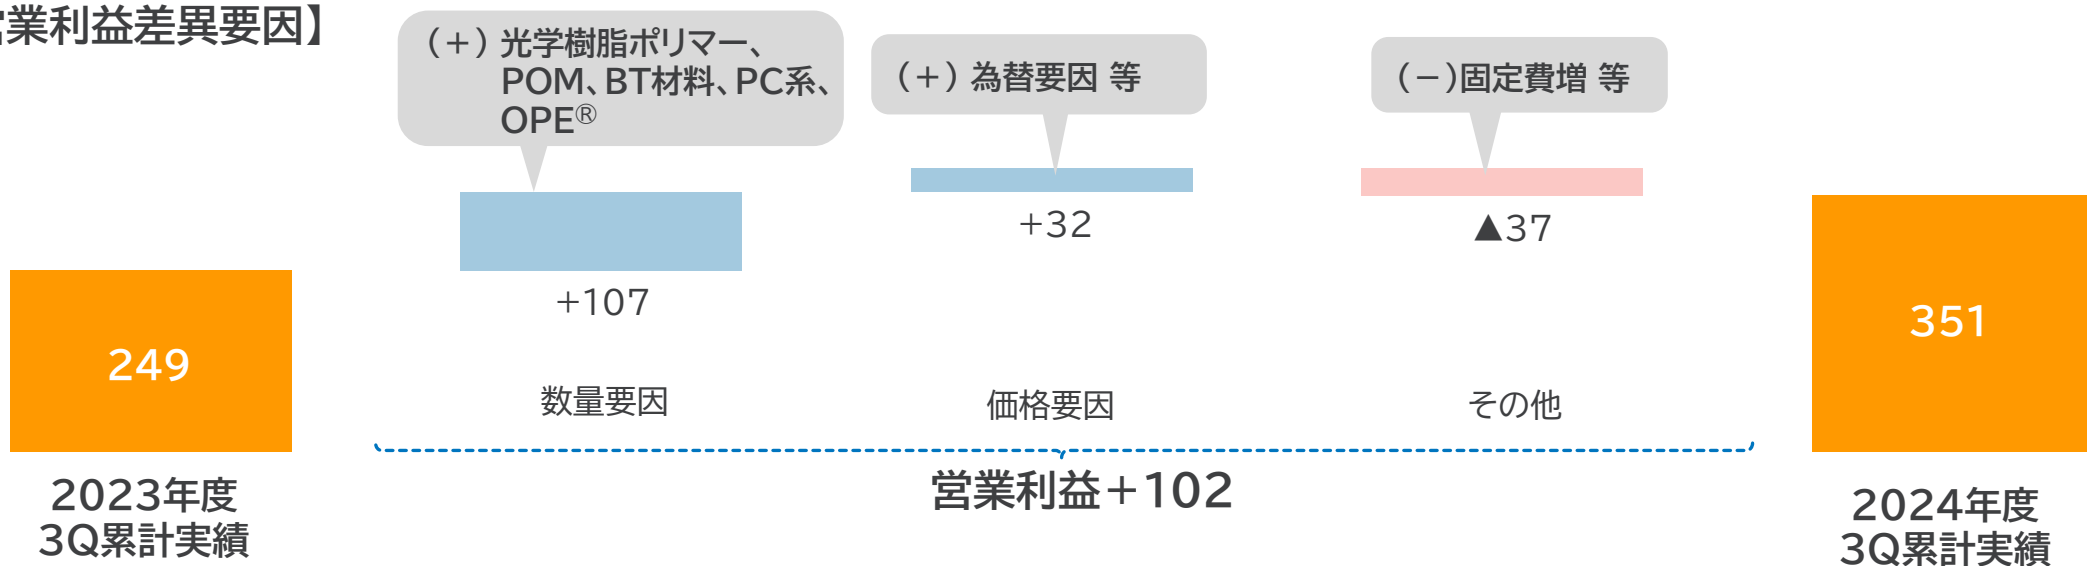 業利益差異要因】
（＋）光学樹脂ポリマー、
POM、BT材料、PC系、
OPE®
（＋）為替要因 等
（－）固定費増 等
+107
+32
▲37
249
351
数量要因
価格要因
その他
営業利益＋102
2023年度
3Q累計実績
2024年度
3Q累計実績